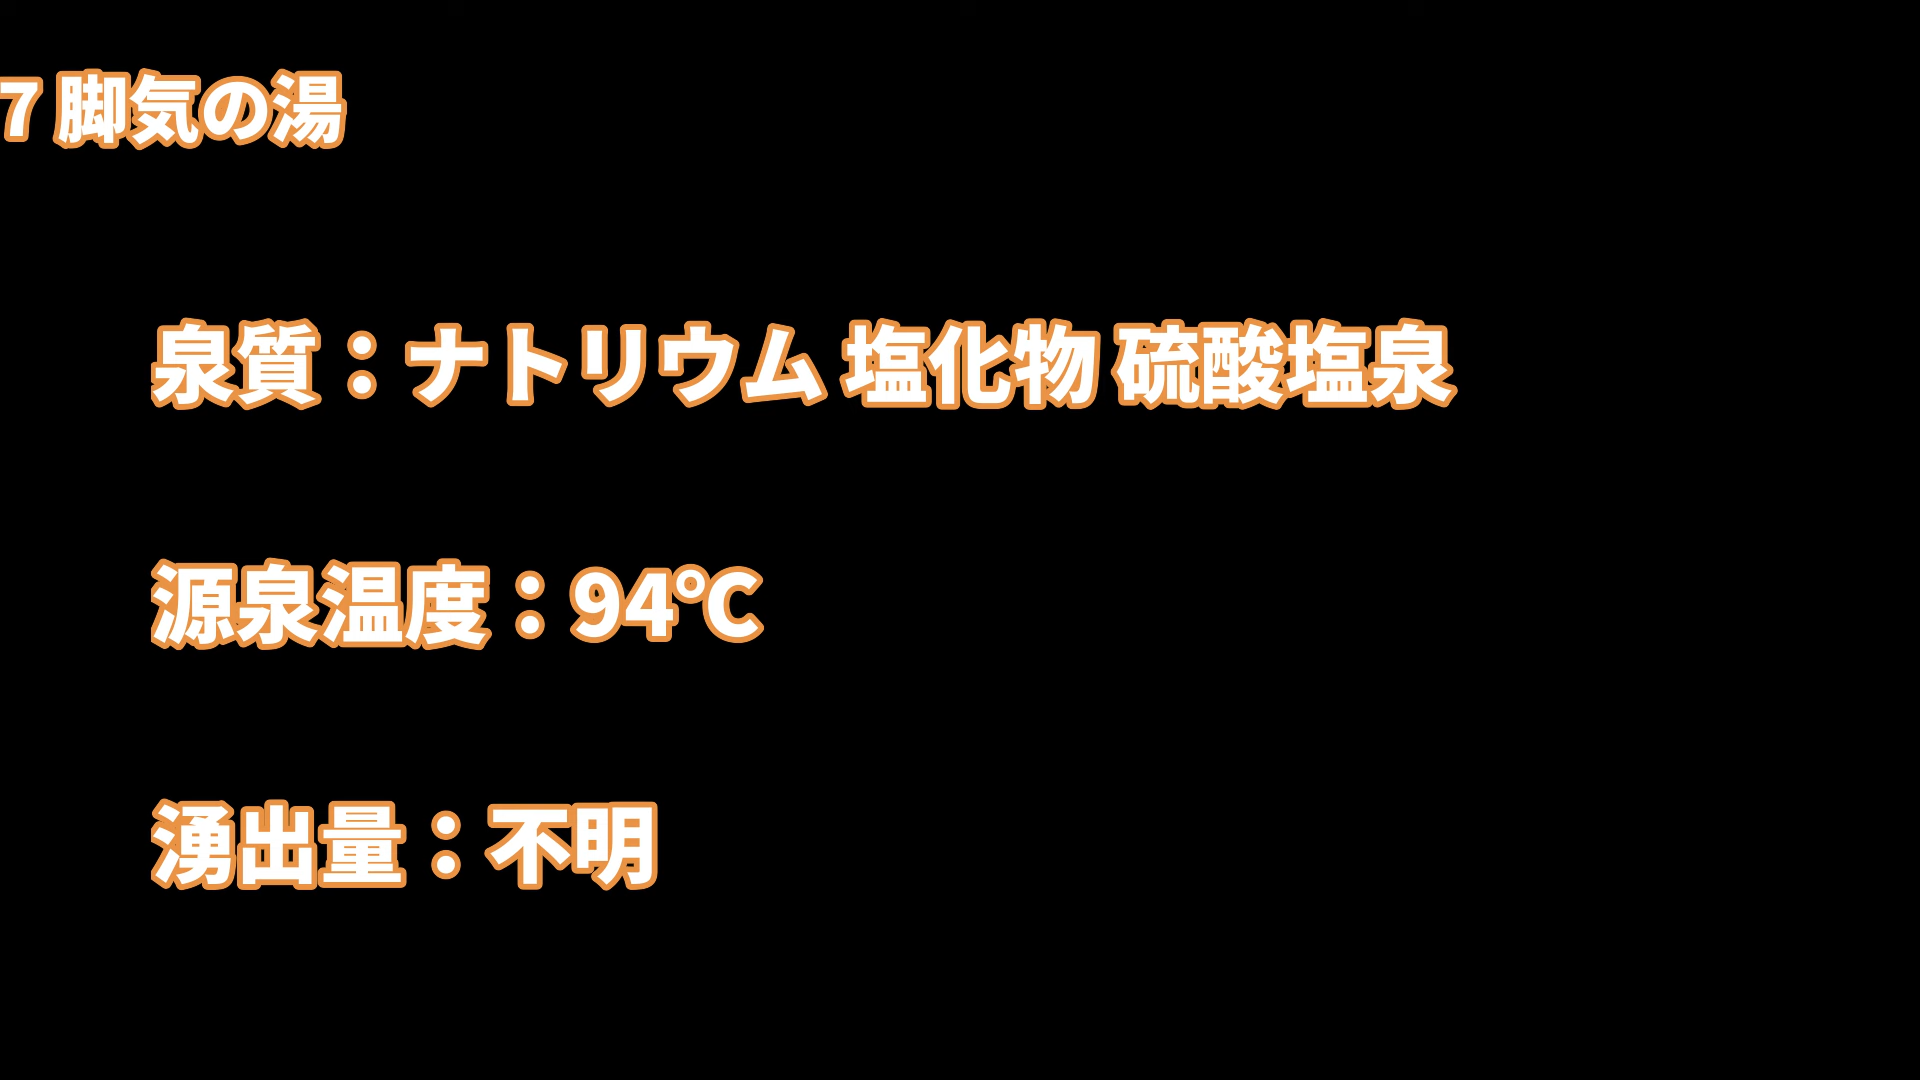 7 脚気の湯
泉質：ナトリウム 塩化物 硫酸塩泉
源泉温度：94℃
湧出量：不明